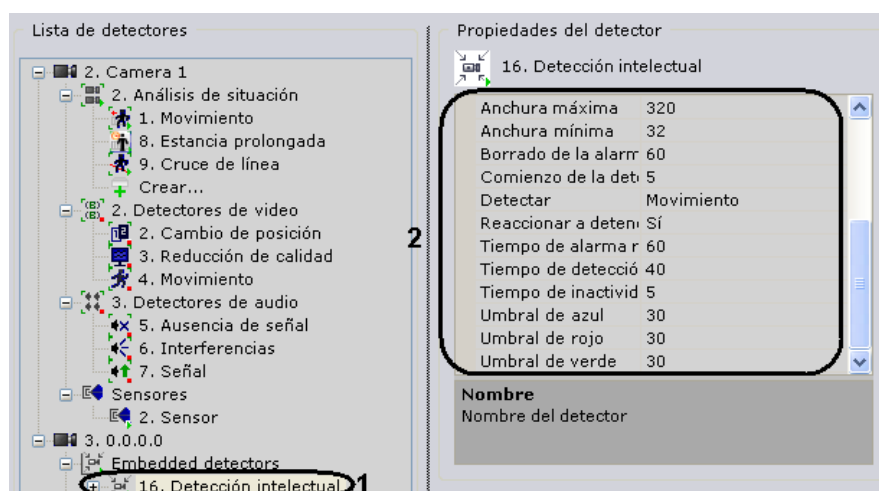 Lista de detectores
2. Camera 1
2. Análisis de situación
1. Movimiento
8. Estancia prolongada
9. Cruce de línea
Crear...
2. Detectores de video
2. Cambio de posición
3. Reducción de calidad
4. Movimiento
3. Detectores de audio
5. Ausencia de señal
6. Interferencias
7. Señal
Sensores
2. Sensor
3. 0.0.0.0
Embedded detectors
16. Detección intelectual 1
2
Propiedades del detector
16. Detección intelectual
Anchura máxima 320
Anchura mínima 32
Borrado de la alarm 60
Comienzo de la det 5
Detectar Movimiento
Reaccionar a deten Sí
Tiempo de alarma r 60
Tiempo de detecció 40
Tiempo de inactivid 5
Umbral de azul 30
Umbral de rojo 30
Umbral de verde 30
Nombre
Nombre del detector